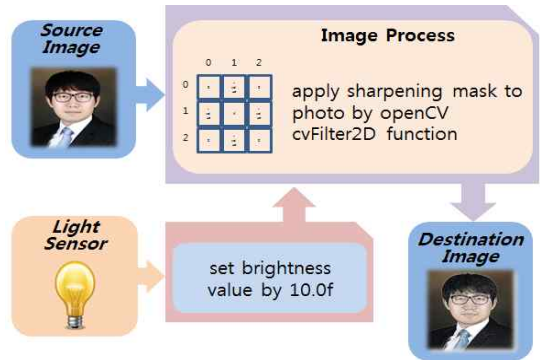 Source
Image
Image Process
0 1 2
0
1
2
apply sharpening mask to
photo by openCV
cvFilter2D function
Light
Sensor
set brightness
value by 10.0f
Destination
Image